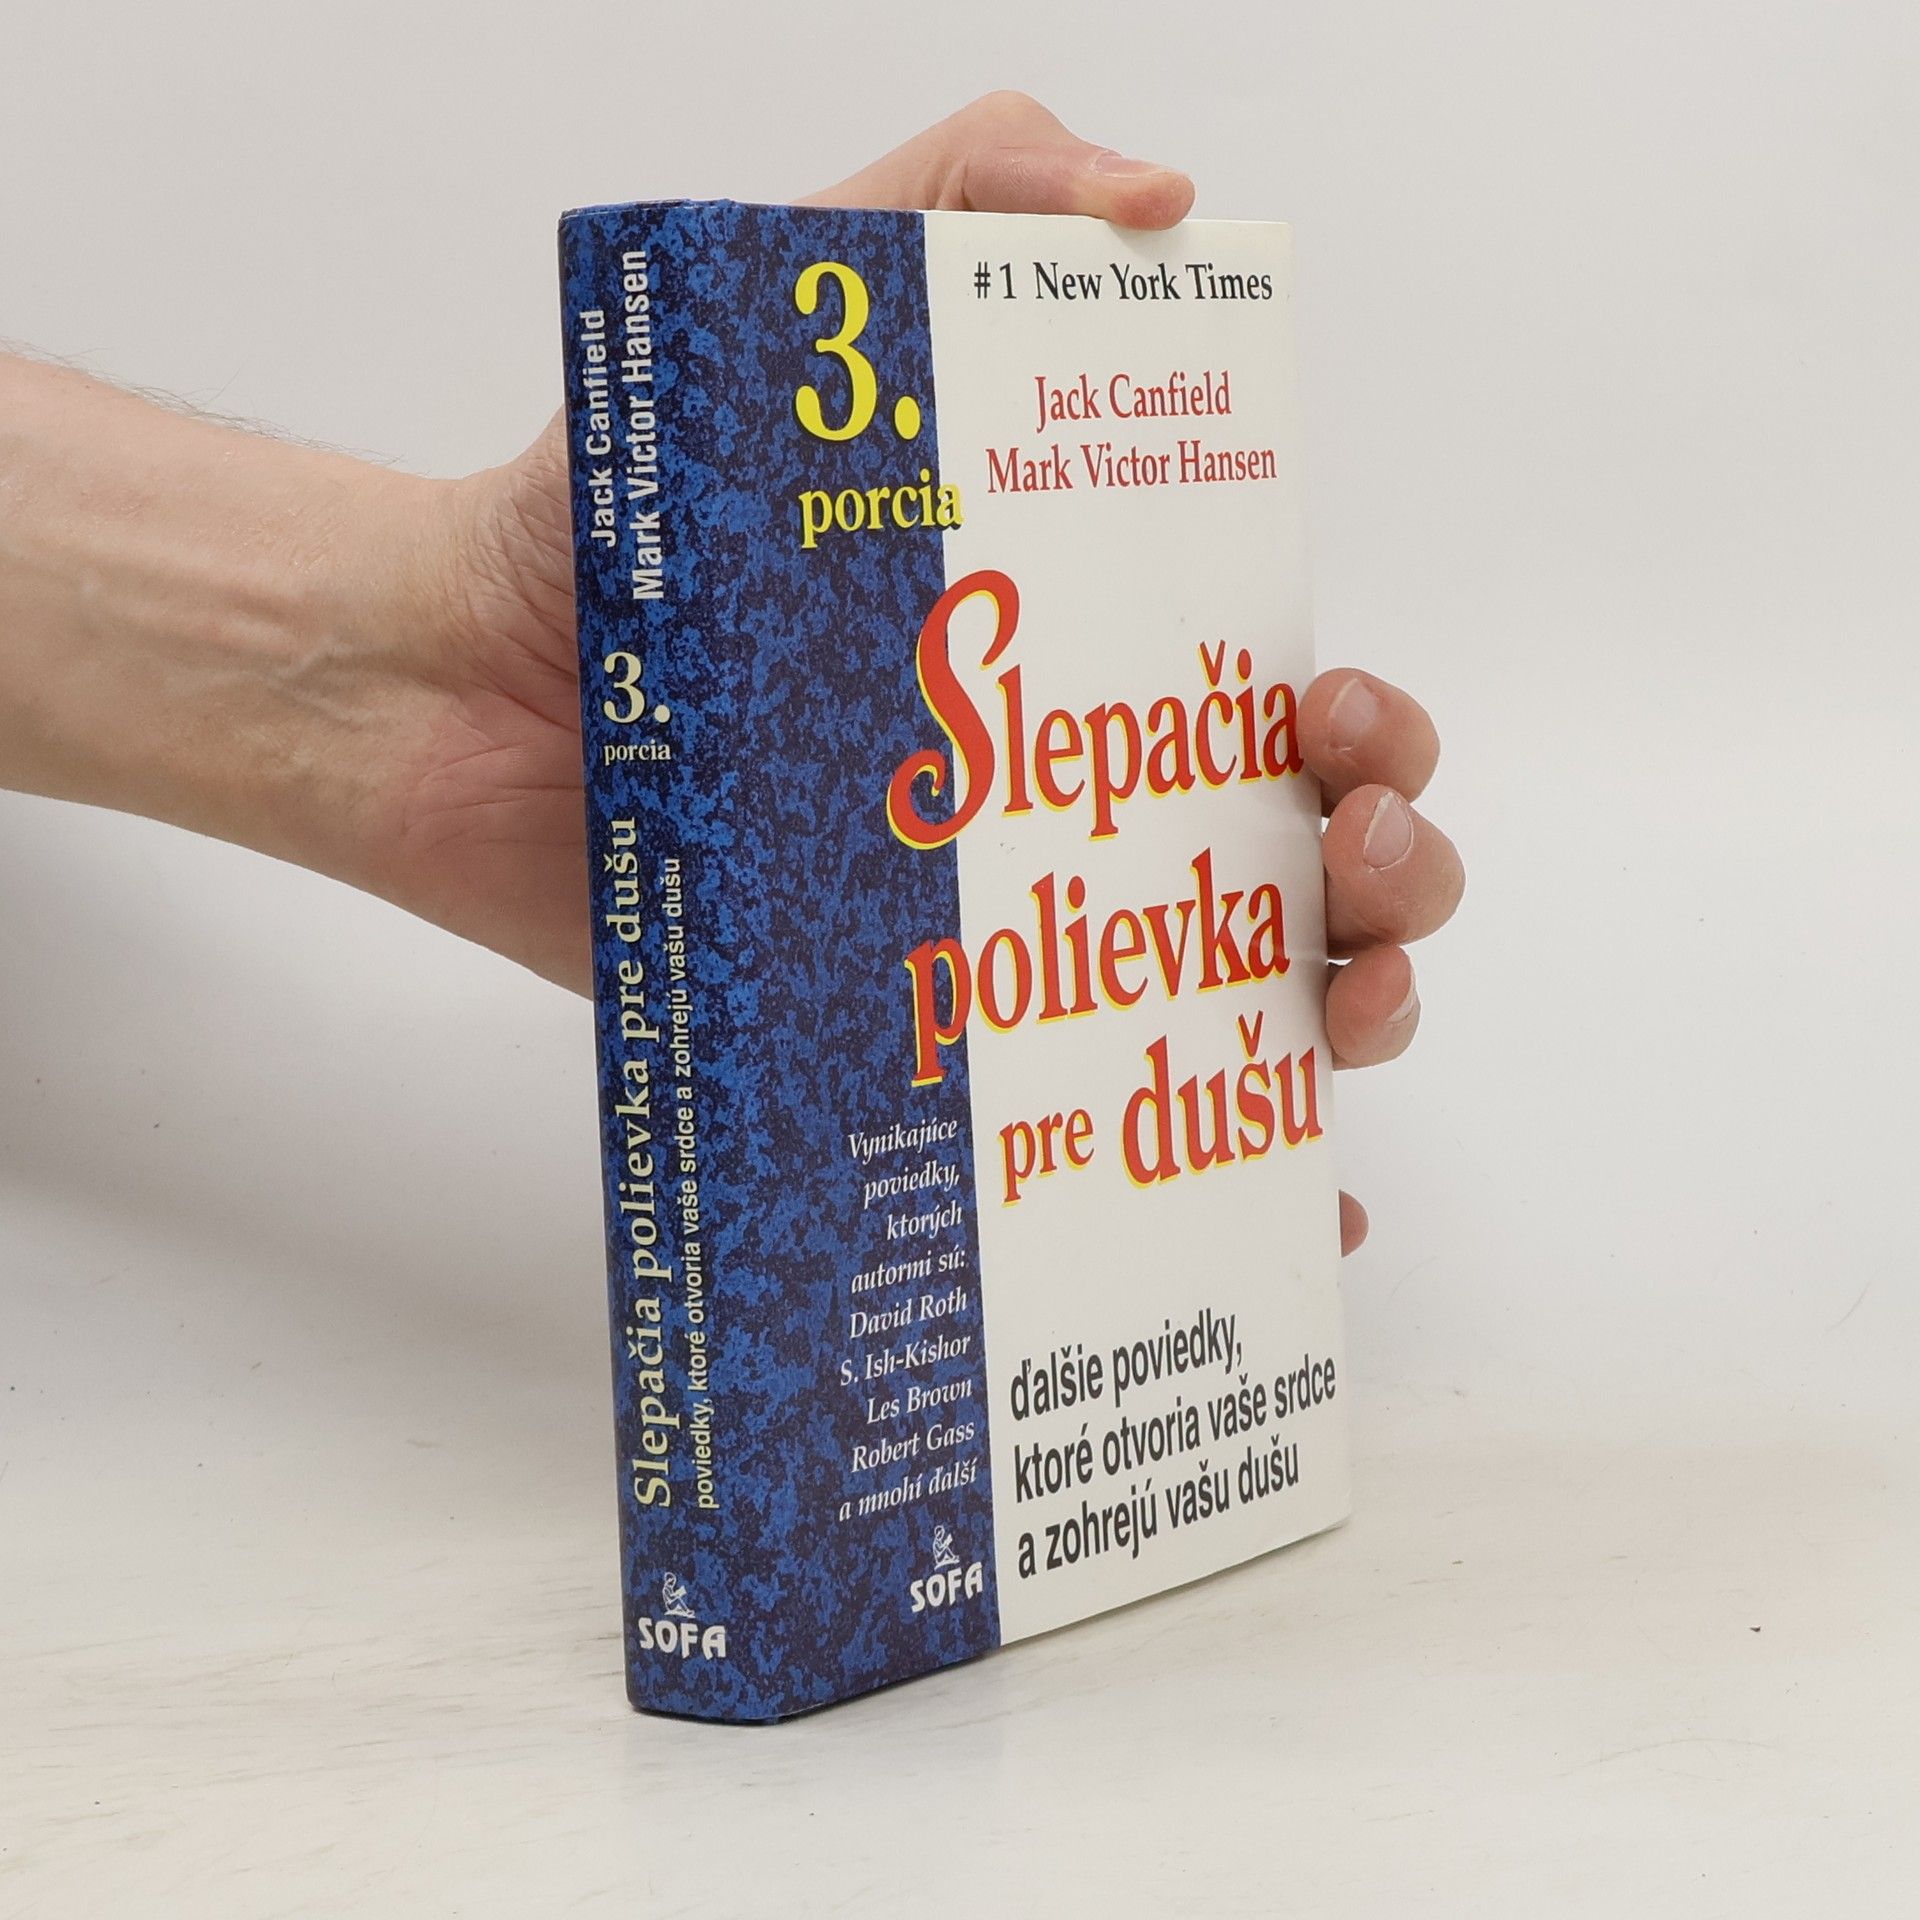 Jack Canfield
Mark Victor Hansen
3.
porcia
Slepačia polievka pre dušu
poviedky, ktoré otvoria vaše srdce a zohrejú vašu dušu
SOFA
3.
porcia
#1 New York Times
Jack Canfield
Mark Victor Hansen
Slepačia
polievka
pre dušu
Vynikajúce
poviedky,
ktorých
autormi sú:
David Roth
S. Ish-Kishor
Les Brown
Robert Gass
a mnohí ďalší
SOFA
ďalšie poviedky,
ktoré otvoria vaše srdce
a zohrejú vašu dušu